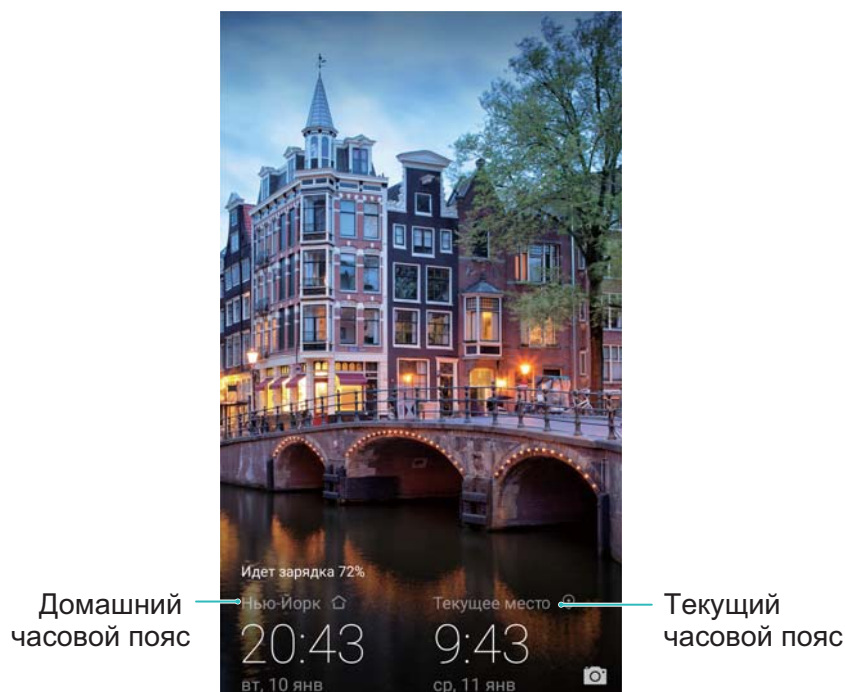 Идет зарядка 72%
Домашний
часовой пояс
Нью-Йорк
Текущее место
Текущий
часовой пояс
20:43
9:43
вт, 10 янв
ср, 11 янв